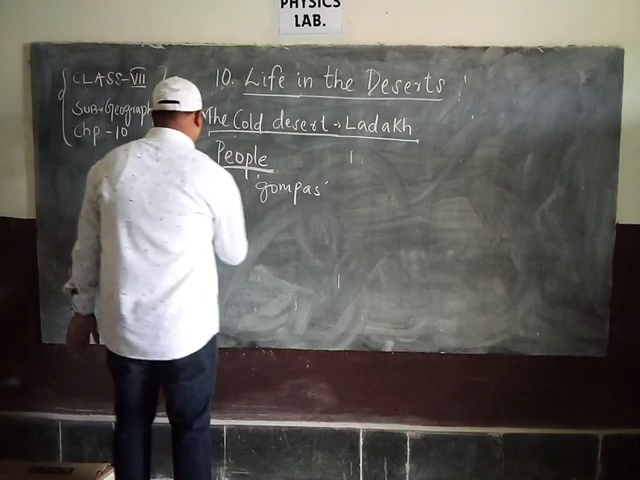 PHYSICS
LAB.
CLASS-VII
Sub→Geograph
Chp-10
10. Life in the Deserts
The Cold desert → Ladakh
People
gompas'